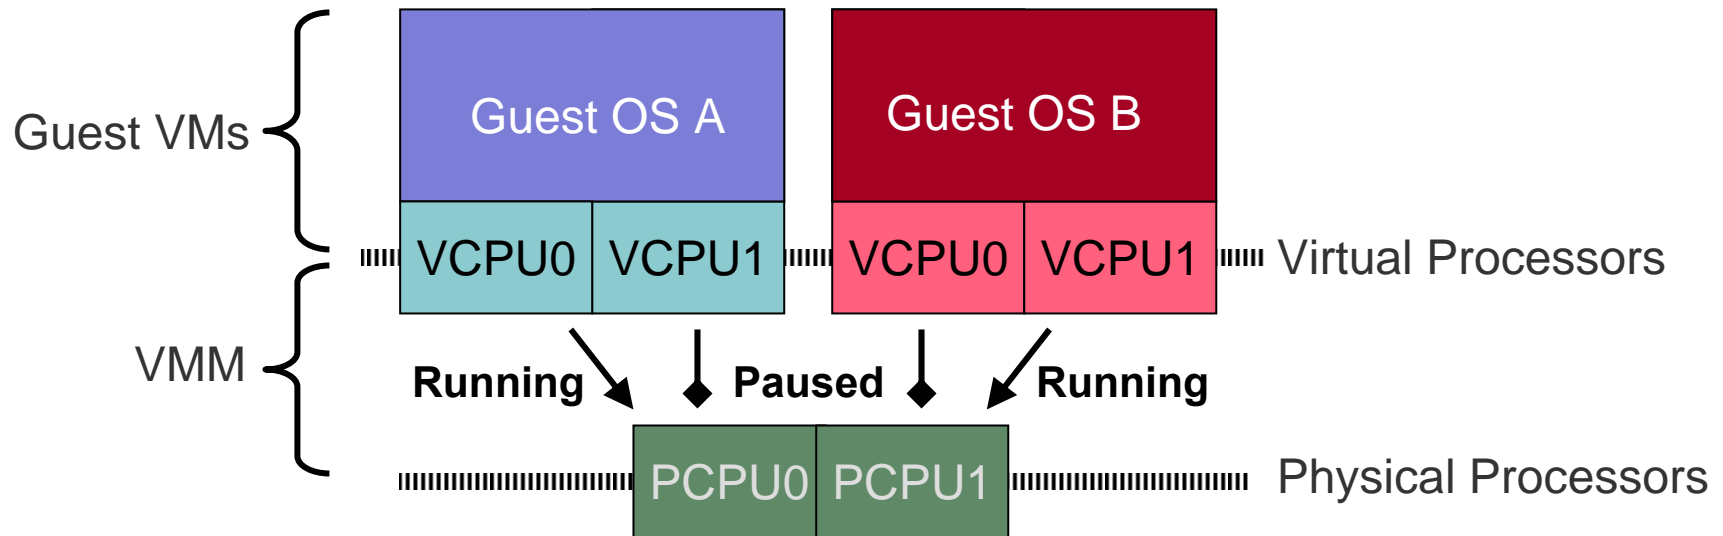 Guest OS A
Guest OS B
Guest VMs
VCPU0
VCPU1
VCPU0
VCPU1
Virtual Processors
VMM
Running
Paused
Running
PCPU0
PCPU1
Physical Processors